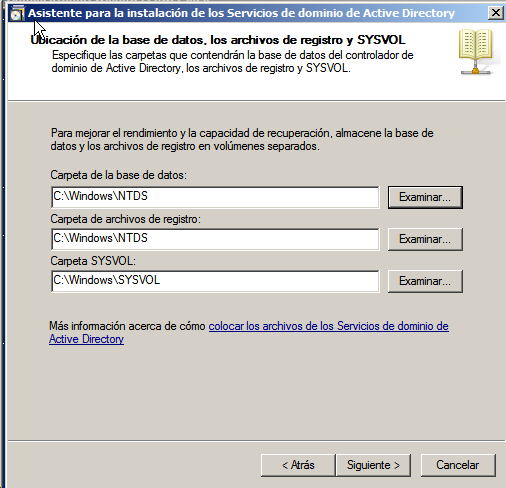 Asistente para la instalación de los Servicios de dominio de Active Directory
Ubicación de la base de datos, los archivos de registro y SYSVOL
Especifique las carpetas que contendrán la base de datos del controlador de
dominio de Active Directory, los archivos de registro y SYSVOL.
Para mejorar el rendimiento y la capacidad de recuperación, almacene la base de
datos y los archivos de registro en volúmenes separados.
Carpeta de la base de datos:
C:\Windows\NTDS
Examinar...
Carpeta de archivos de registro:
C:\Windows\NTDS
Examinar...
Carpeta SYSVOL:
C:\Windows\SYSVOL
Examinar...
Más información acerca de cómo colocar los archivos de los Servicios de dominio de
Active Directory
< Atrás
Siguiente >
Cancelar